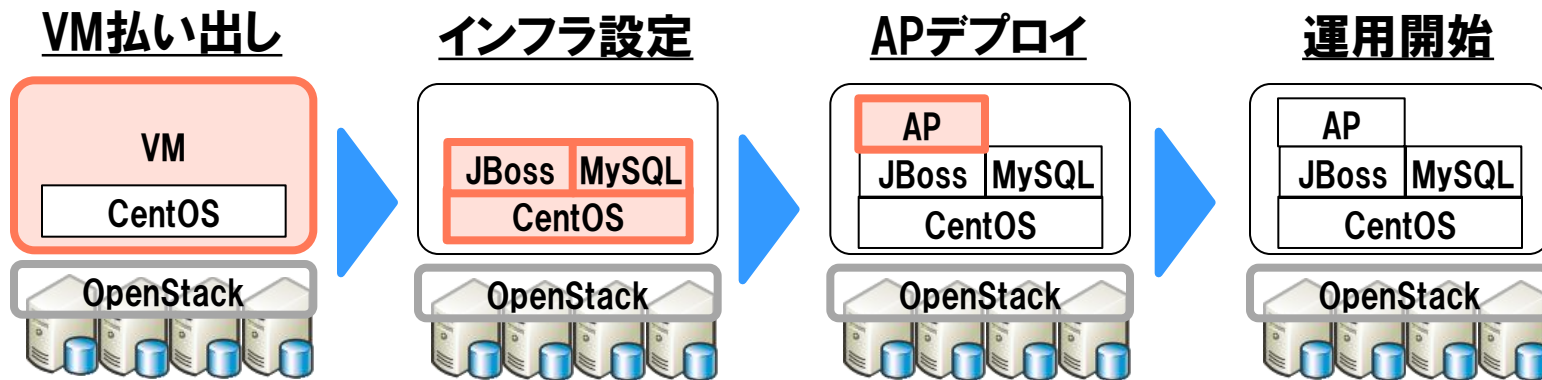 VM払い出し
インフラ設定
APデプロイ
運用開始
VM
CentOS
OpenStack
JBoss
MySQL
CentOS
OpenStack
AP
JBoss
MySQL
CentOS
OpenStack
AP
JBoss
MySQL
CentOS
OpenStack